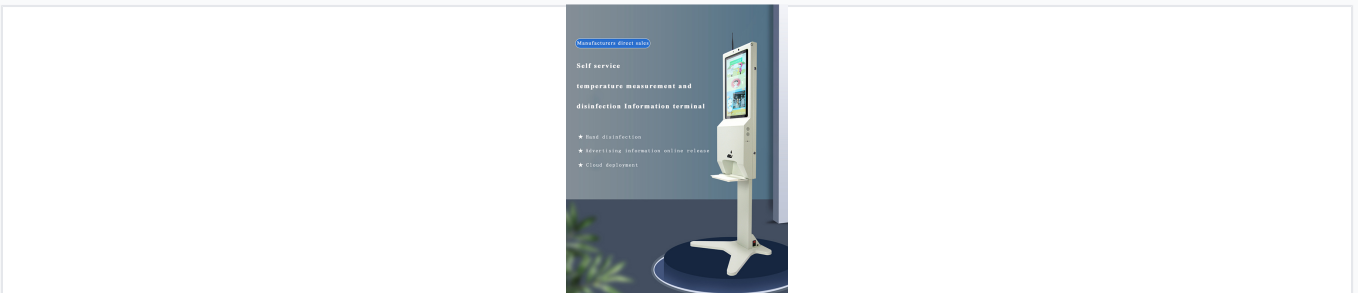 Manufacturers direct sales
Self service
temperature measurement and
disinfection Information terminal
★ Hand disinfection
★ Advertising information online release
★ Cloud deployment